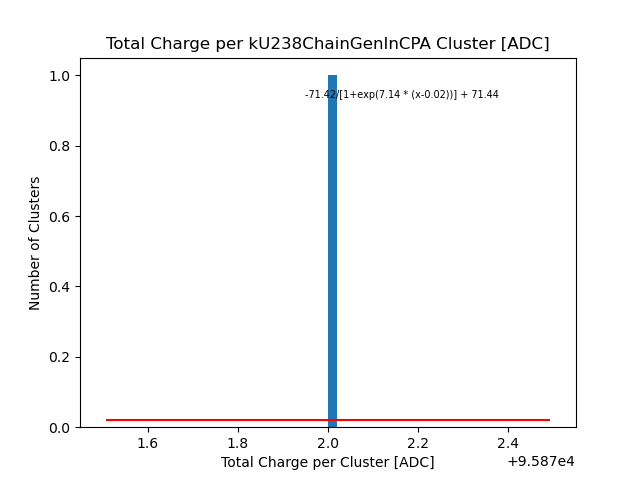 Total Charge per kU238ChainGenInCPA Cluster [ADC]
1.0
-71.42/[1+exp(7.14 * (x-0.02))] + 71.44
0.8
0.6
Number of Clusters
0.4
0.2
0.0
1.6 1.8 2.0 2.2 2.4
Total Charge per Cluster [ADC]
+9.587e4